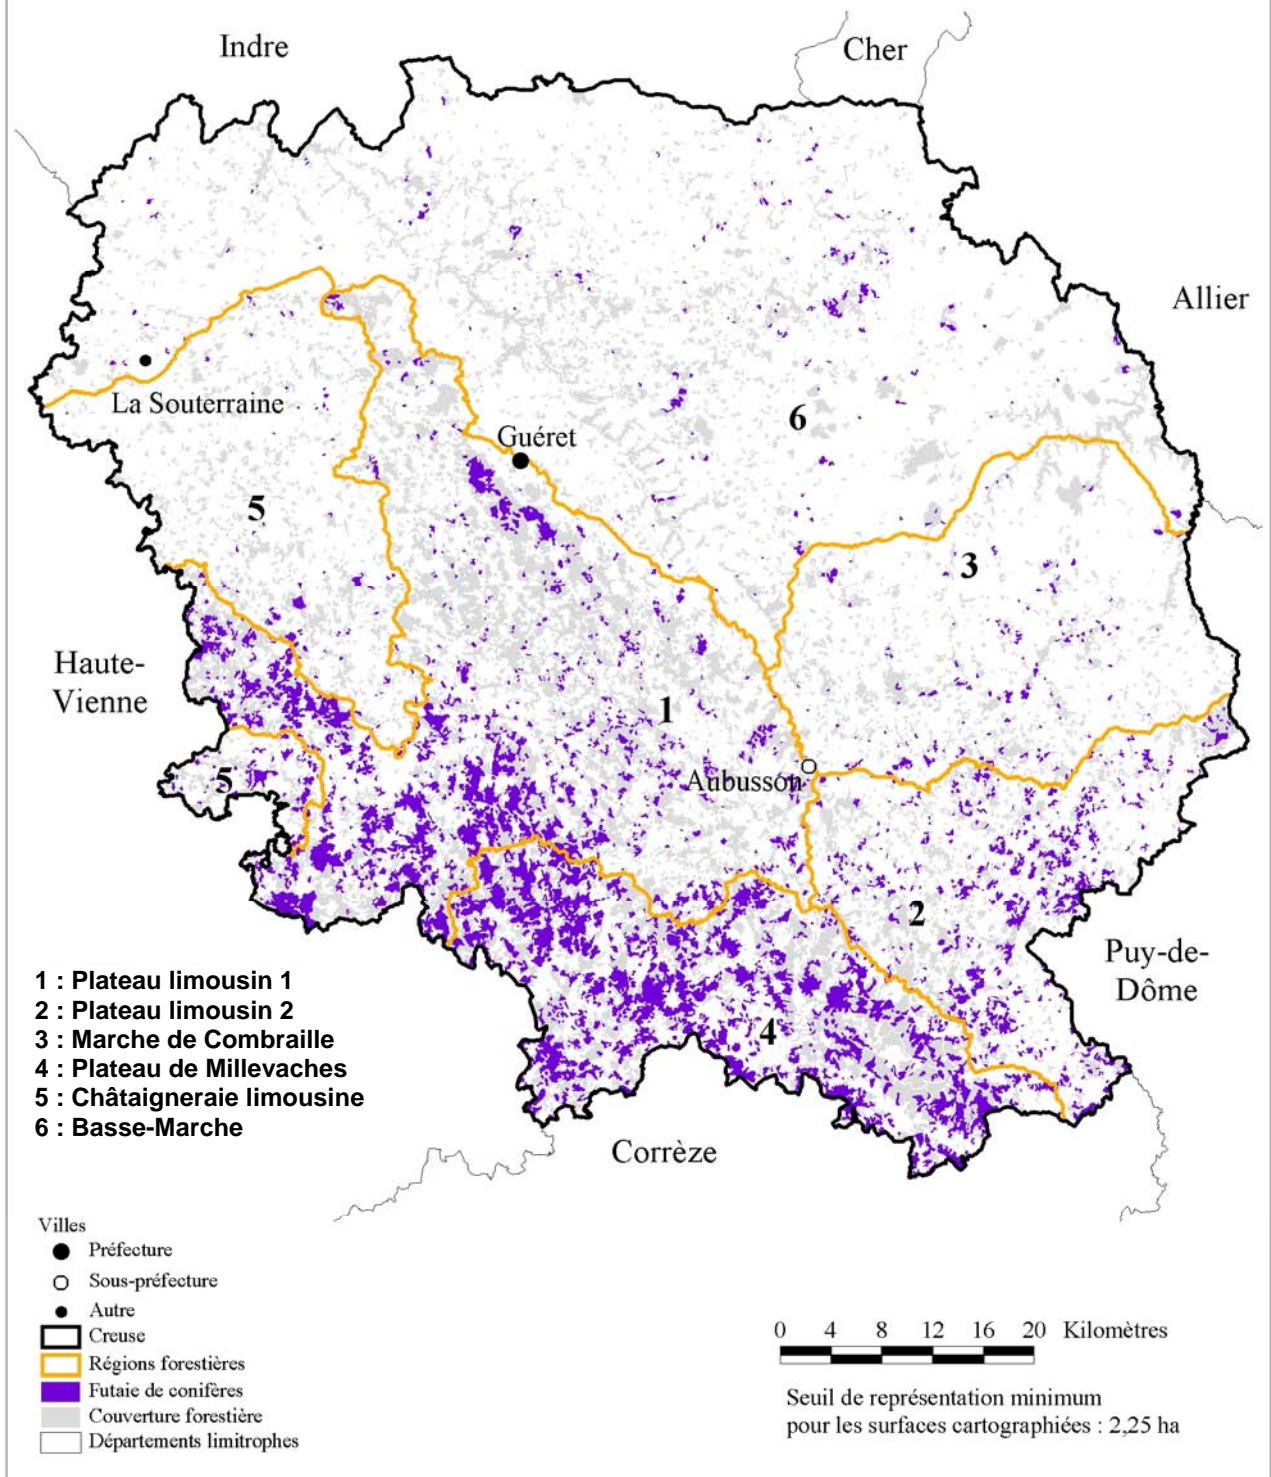 Indre
Cher
Allier
La Souterraine
Guéret
6
5
3
Haute-
Vienne
1
5
Aubusson
2
Puy-de-
Dôme
4
1 : Plateau limousin 1
2 : Plateau limousin 2
3 : Marche de Combraille
4 : Plateau de Millevaches
5 : Châtaigneraie limousine
6 : Basse-Marche
Corrèze
Villes
Préfecture
Sous-préfecture
Autre
Creuse
Régions forestières
Futaie de conifères
Couverture forestière
Départements limitrophes
0 4 8 12 16 20 Kilomètres
Seuil de représentation minimum
pour les surfaces cartographiées : 2,25 ha